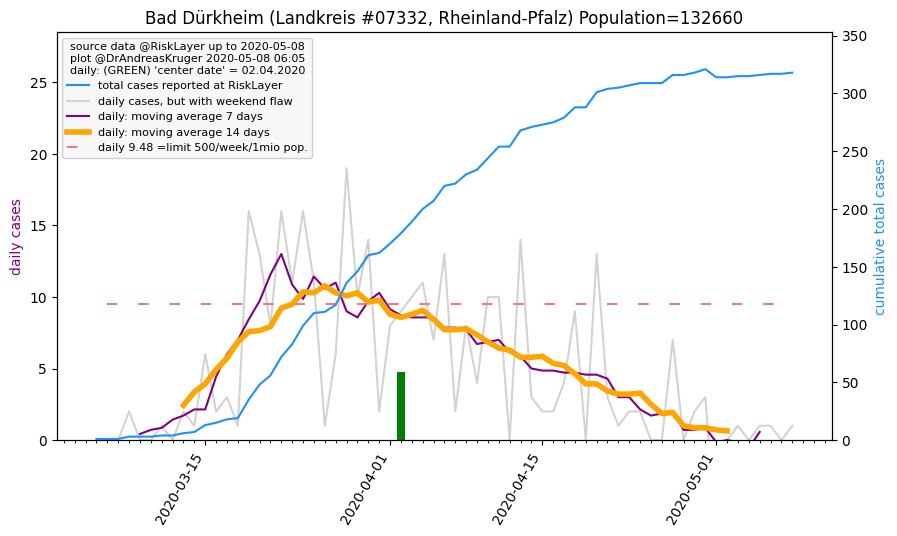 Bad Dürkheim (Landkreis #07332, Rheinland-Pfalz) Population=132660
source data @RiskLayer up to 2020-05-08
plot @DrAndreasKruger 2020-05-08 06:05
daily: (GREEN) 'center date' = 02.04.2020
total cases reported at RiskLayer
daily cases, but with weekend flaw
daily: moving average 7 days
daily: moving average 14 days
daily 9.48 =limit 500/week/1mio pop.
daily cases
25
20
15
10
5
0
cumulative total cases
350
300
250
200
150
100
50
0
2020-03-15
2020-04-01
2020-04-15
2020-05-01